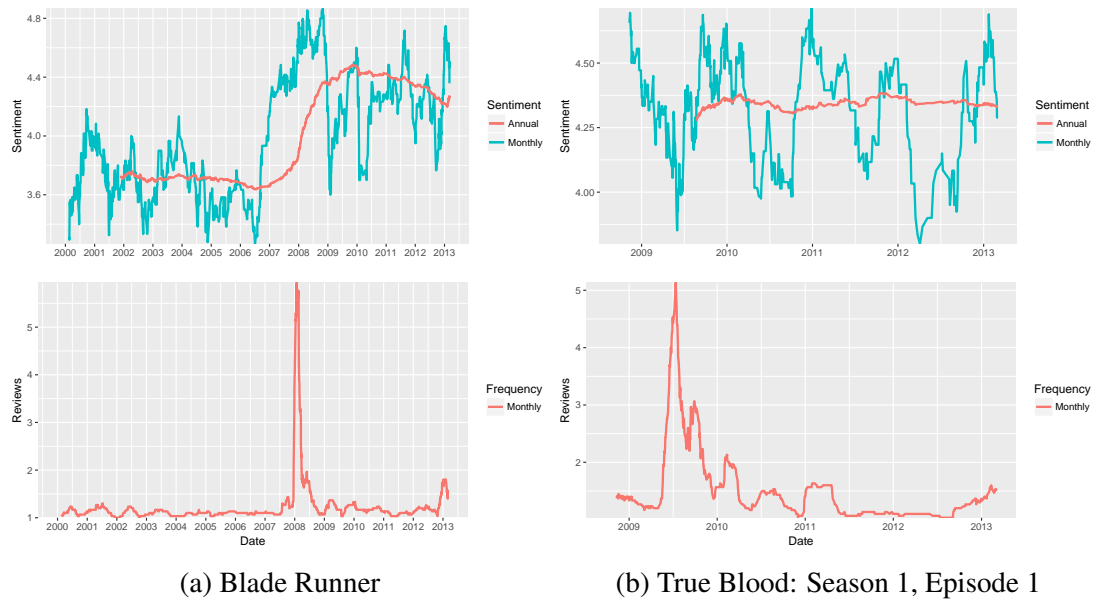 4.8
4.4
4.0
3.6
Sentiment
2000 2001 2002 2003 2004 2005 2006 2007 2008 2009 2010 2011 2012 2013
Sentiment
Annual
Monthly
4.50
4.25
4.00
Sentiment
2009 2010 2011 2012 2013
Sentiment
Annual
Monthly
5
4
3
2
1
Reviews
2000 2001 2002 2003 2004 2005 2006 2007 2008 2009 2010 2011 2012 2013
Date
Frequency
Monthly
5
4
3
2
Reviews
2009 2010 2011 2012 2013
Date
Frequency
Monthly
(a) Blade Runner
(b) True Blood: Season 1, Episode 1